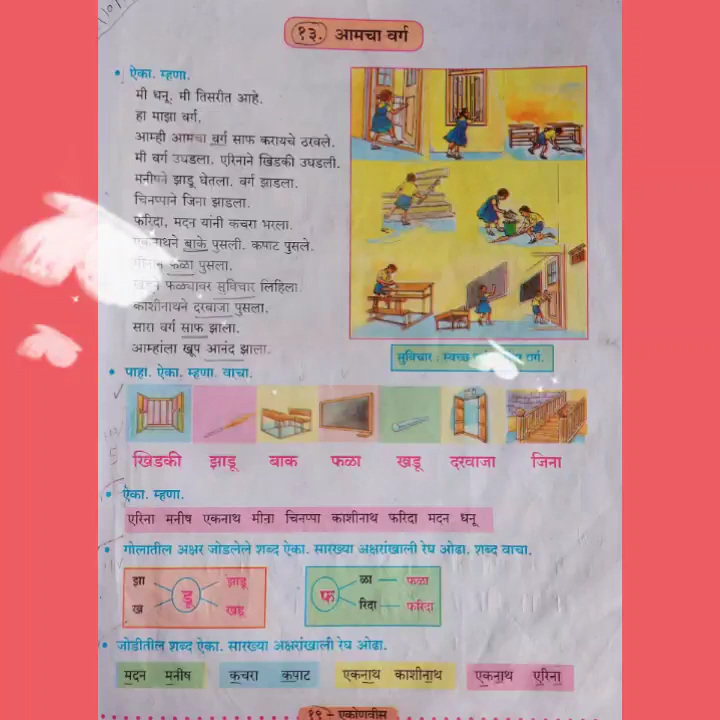 १३. आमचा वर्ग
• ऐका. म्हणा.
मी धनू. मी तिसरीत आहे.
हा माझा वर्ग.
आम्ही आमचा वर्ग साफ करायचे ठरवले.
मी वर्ग उघडला. एरिनाने खिडकी उघडली.
मनीषने झाडू घेतला. वर्ग झाडला.
चिनप्पाने जिना झाडला.
फरिदा, मदन यांनी कचरा भरला.
बाके पुसली. कपाट पुसले.
फळा पुसला.
फळ्यावर सुविचार लिहिला.
काशीनाथने दरवाजा पुसला.
सारा वर्ग साफ झाला.
आम्हांला खूप आनंद झाला.
सुविचार : स्वच्छ वर्ग.
• पाहा. ऐका. म्हणा. वाचा.
खिडकी झाडू बाक फळा खडू दरवाजा जिना
• ऐका. म्हणा.
एरिना मनीष एकनाथ मीना चिनप्पा काशीनाथ फरिदा मदन धनू
• गोलातील अक्षर जोडलेले शब्द ऐका. सारख्या अक्षरांखाली रेघ ओढा. शब्द वाचा.
झा डू झाडू फ ळा फळा
ख खडू रिदा फरिदा
• जोडीतील शब्द ऐका. सारख्या अक्षरांखाली रेघ ओढा.
मदन मनीष कचरा कपाट एकनाथ काशीनाथ एकनाथ एरिना
१९ – एकोणवीस